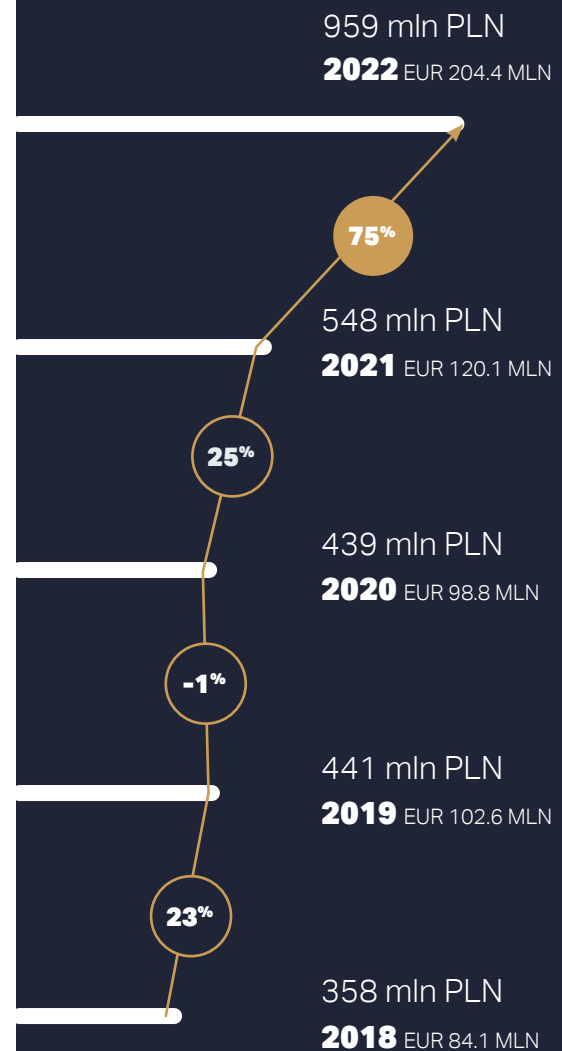 959 mln PLN
2022 EUR 204.4 MLN
75%
548 mln PLN
2021 EUR 120.1 MLN
25%
439 mln PLN
2020 EUR 98.8 MLN
-1%
441 mln PLN
2019 EUR 102.6 MLN
23%
358 mln PLN
2018 EUR 84.1 MLN